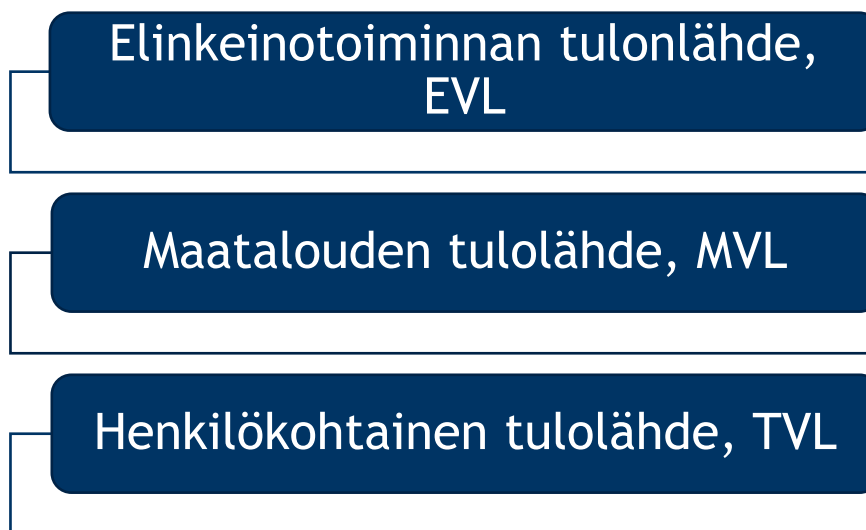 Elinkeinotoiminnan tulonlähde,
EVL
Maatalouden tulolähde, MVL
Henkilökohtainen tulolähde, TVL